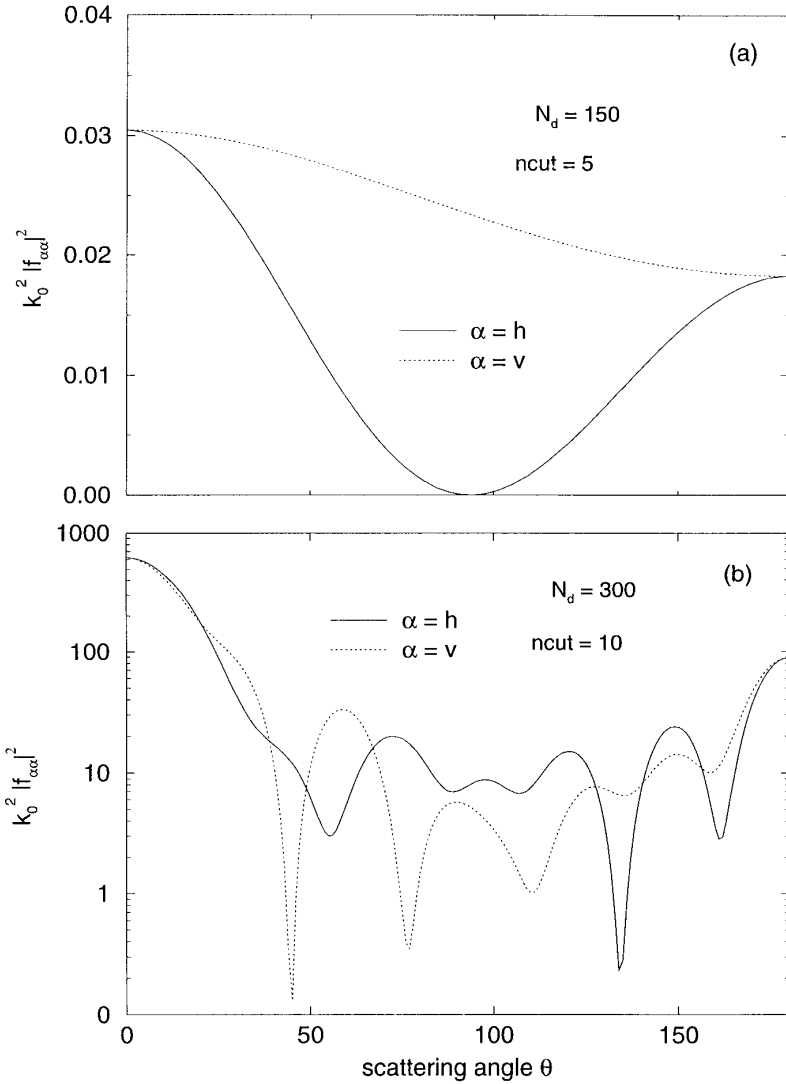 0.04
(a)
N_d = 150
0.03
ncut = 5
k_0^2 |f_αα|^2
0.02
α = h
α = v
0.01
0.00
1000
(b)
N_d = 300
α = h
α = v
ncut = 10
100
k_0^2 |f_αα|^2
10
1
0
0 50 100 150
scattering angle θ